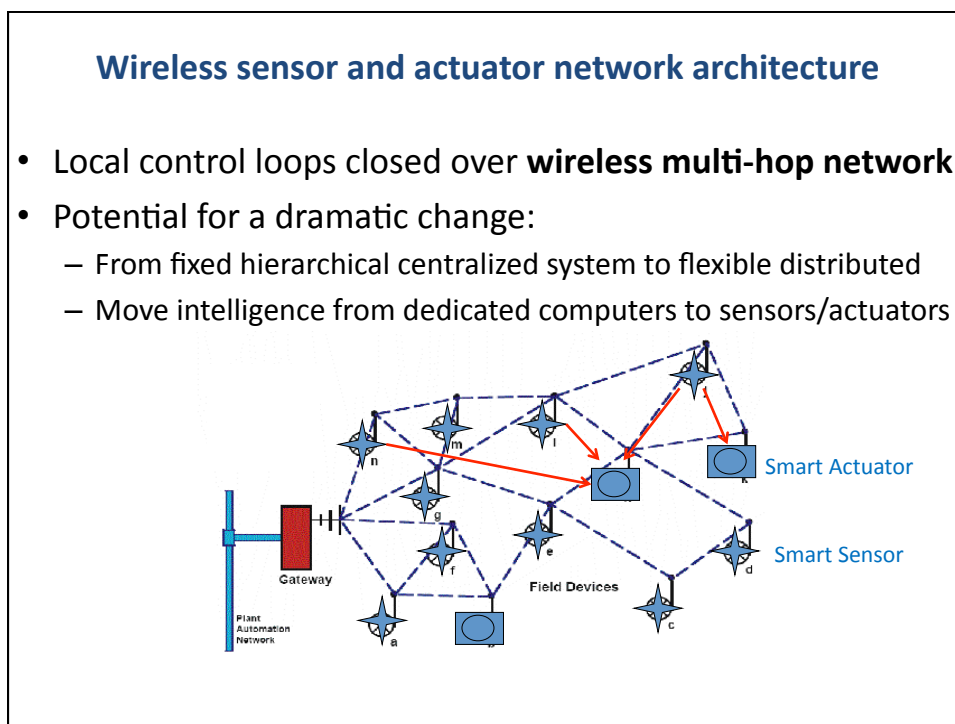 Wireless sensor and actuator network architecture
• Local control loops closed over wireless multi-hop network
• Potential for a dramatic change:
– From fixed hierarchical centralized system to flexible distributed
– Move intelligence from dedicated computers to sensors/actuators
n
m
l
g
Smart Actuator
f
e
d
Smart Sensor
Gateway
Field Devices
Plant
Automation
Network
a
c